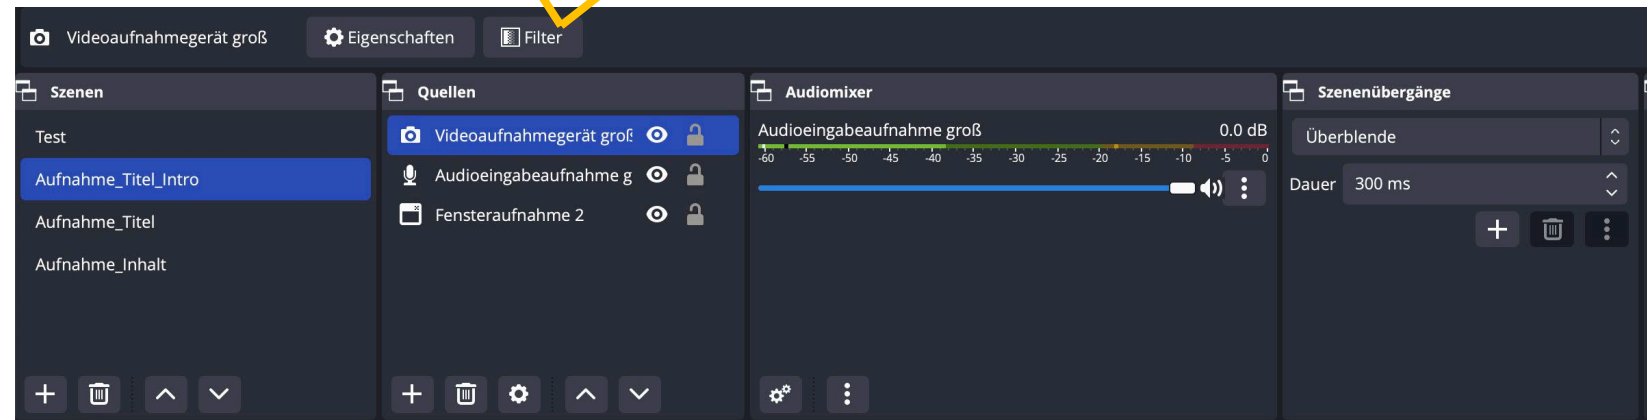 Videoaufnahmegerät groß Eigenschaften Filter
Szenen
Test
Aufnahme_Titel_Intro
Aufnahme_Titel
Aufnahme_Inhalt
Quellen
Videoaufnahmegerät groß
Audioeingabeaufnahme g
Fensteraufnahme 2
Audiomixer
Audioeingabeaufnahme groß 0.0 dB
-60 -55 -50 -45 -40 -35 -30 -25 -20 -15 -10 -5 0
Szenenübergänge
Überblende
Dauer 300 ms